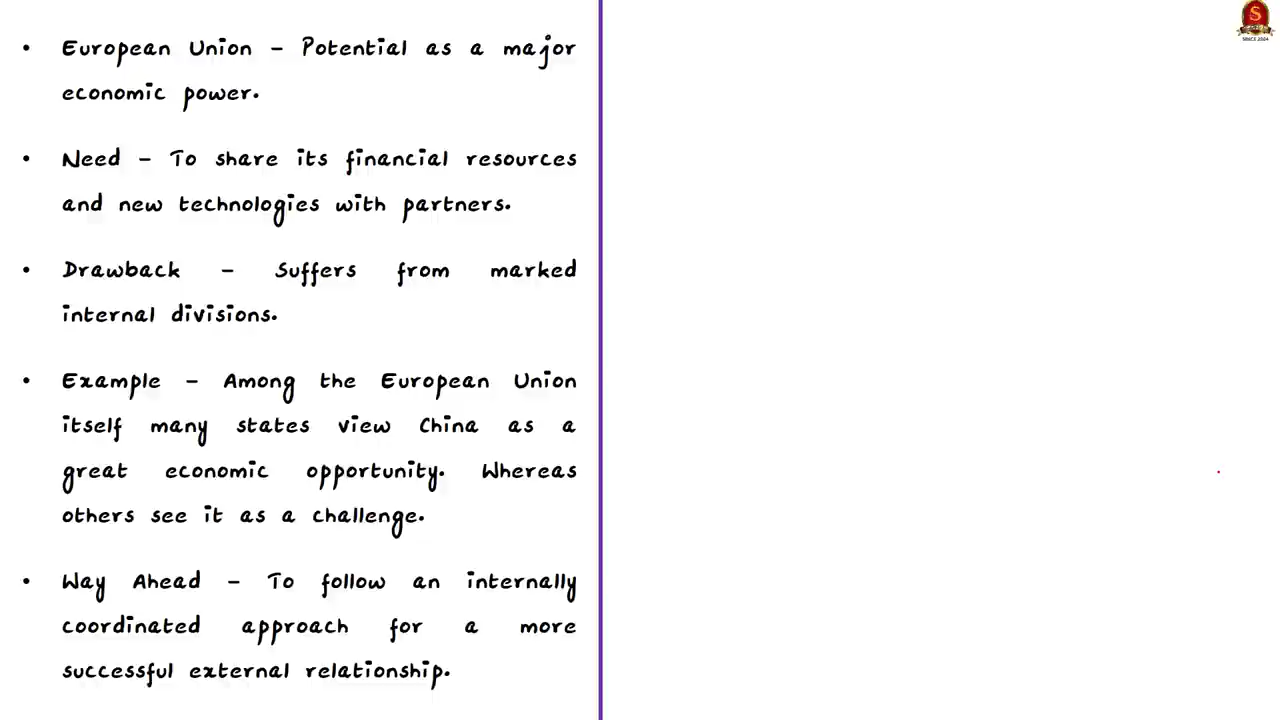 • European Union - Potential as a major
economic power.
• Need - To share its financial resources
and new technologies with partners.
• Drawback - Suffers from marked
internal divisions.
• Example - Among the European Union
itself many states view China as a
great economic opportunity. Whereas
others see it as a challenge.
• Way Ahead - To follow an internally
coordinated approach for a more
successful external relationship.
S
SINCE 2004